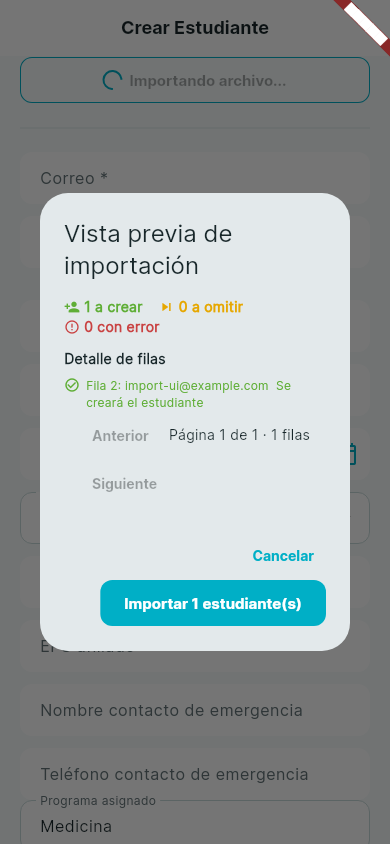 Crear Estudiante
Importando archivo...
Correo *
Vista previa de
importación
1 a crear
0 a omitir
0 con error
Detalle de filas
Fila 2: import-ui@example.com Se
creará el estudiante
Anterior
Página 1 de 1 · 1 filas
Siguiente
Cancelar
Importar 1 estudiante(s)
Nombre contacto de emergencia
Teléfono contacto de emergencia
Programa asignado
Medicina